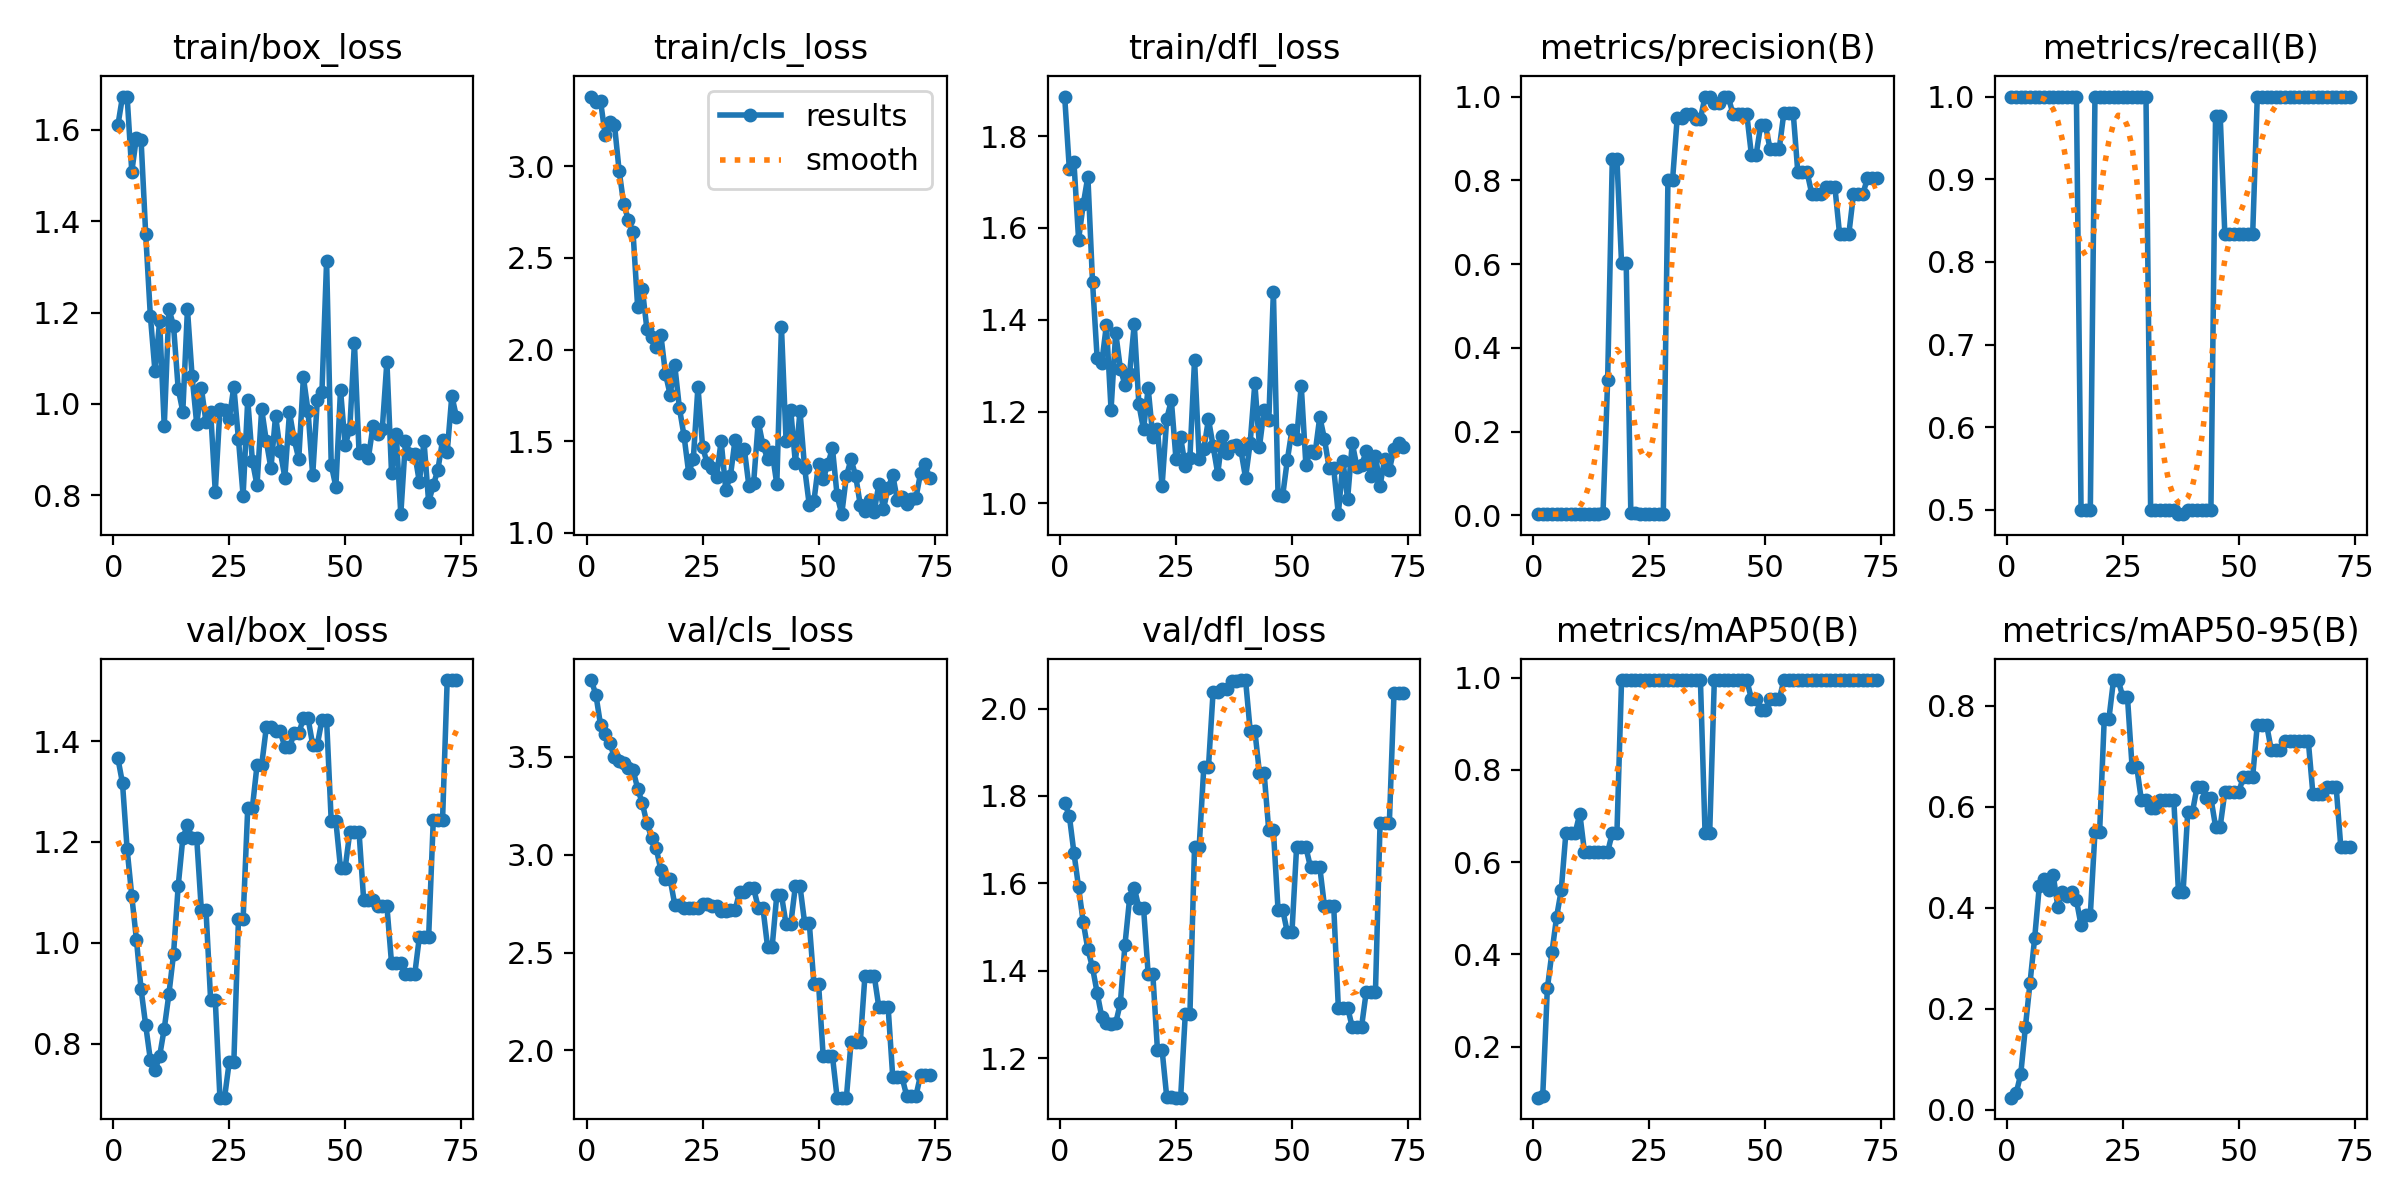 train/box_loss
1.6
1.4
1.2
1.0
0.8
0 25 50 75
train/cls_loss
results
smooth
3.0
2.5
2.0
1.5
1.0
0 25 50 75
train/dfl_loss
1.8
1.6
1.4
1.2
1.0
0 25 50 75
metrics/precision(B)
1.0
0.8
0.6
0.4
0.2
0.0
0 25 50 75
metrics/recall(B)
1.0
0.9
0.8
0.7
0.6
0.5
0 25 50 75
val/box_loss
1.4
1.2
1.0
0.8
0 25 50 75
val/cls_loss
3.5
3.0
2.5
2.0
0 25 50 75
val/dfl_loss
2.0
1.8
1.6
1.4
1.2
0 25 50 75
metrics/mAP50(B)
1.0
0.8
0.6
0.4
0.2
0 25 50 75
metrics/mAP50-95(B)
0.8
0.6
0.4
0.2
0.0
0 25 50 75